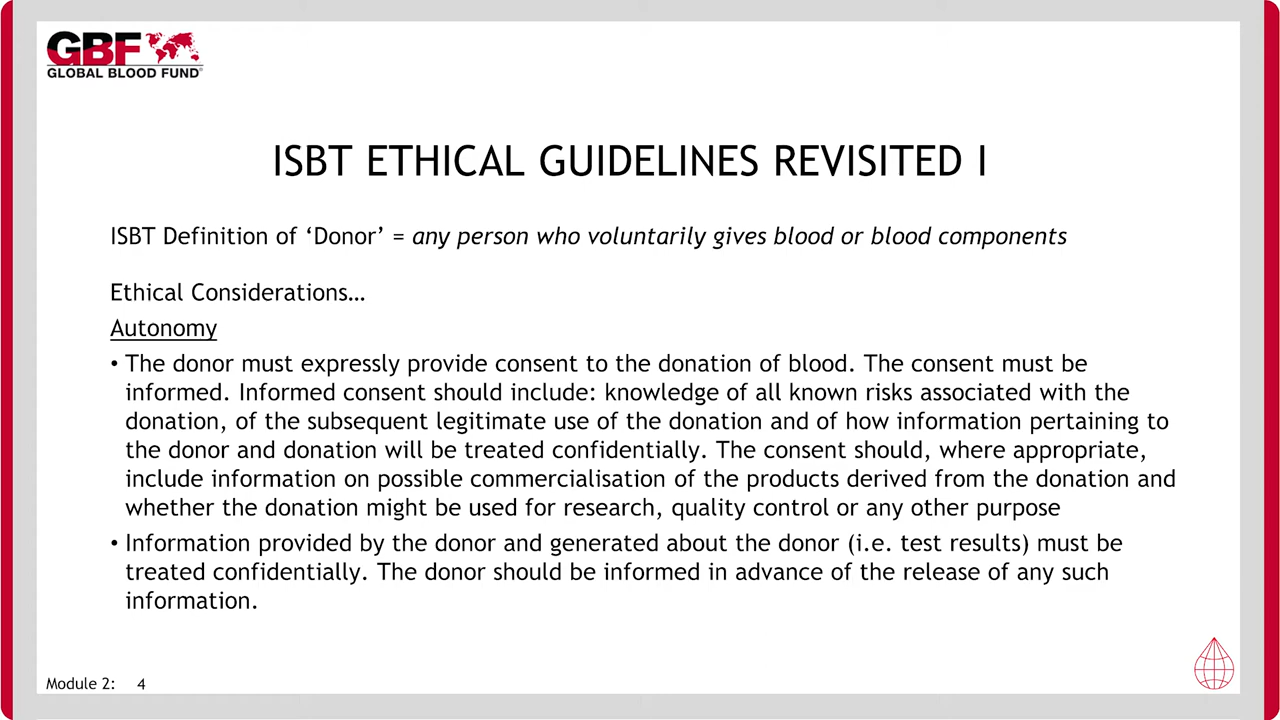 GBF
GLOBAL BLOOD FUND®
ISBT ETHICAL GUIDELINES REVISITED I
ISBT Definition of ‘Donor’ = any person who voluntarily gives blood or blood components
Ethical Considerations…
Autonomy
• The donor must expressly provide consent to the donation of blood. The consent must be
informed. Informed consent should include: knowledge of all known risks associated with the
donation, of the subsequent legitimate use of the donation and of how information pertaining to
the donor and donation will be treated confidentially. The consent should, where appropriate,
include information on possible commercialisation of the products derived from the donation and
whether the donation might be used for research, quality control or any other purpose
• Information provided by the donor and generated about the donor (i.e. test results) must be
treated confidentially. The donor should be informed in advance of the release of any such
information.
Module 2: 4